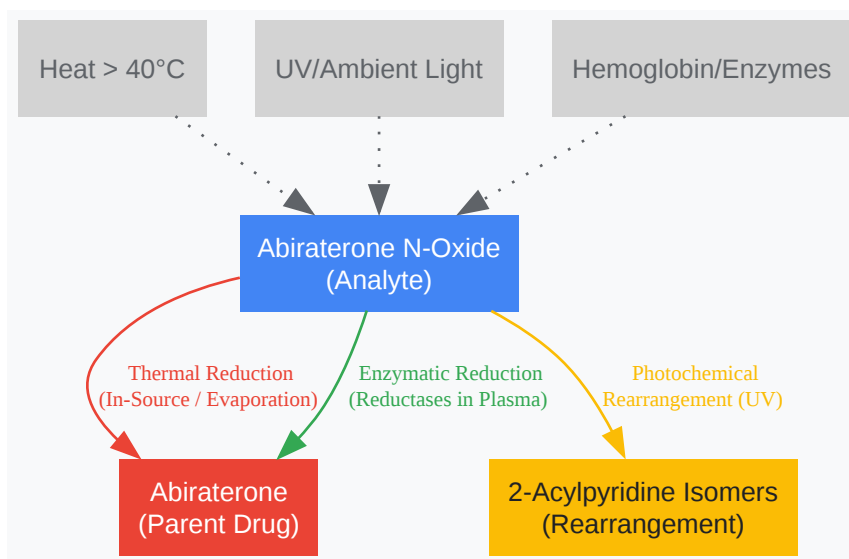 Heat > 40°C
UV/Ambient Light
Hemoglobin/Enzymes
Abiraterone N-Oxide
(Analyte)
Thermal Reduction
(In-Source / Evaporation)
Enzymatic Reduction
(Reductases in Plasma)
Photochemical
Rearrangement (UV)
Abiraterone
(Parent Drug)
2-Acylpyridine Isomers
(Rearrangement)